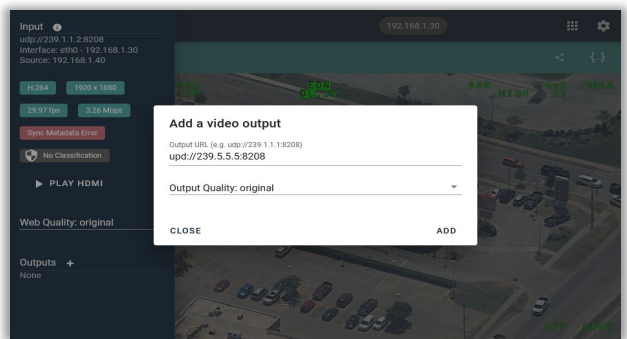 Input
udp://239.1.1.2:8208
Interface: eth0 - 192.168.1.30
Source: 192.168.1.40
H.264 1920 x 1080
29.97 fps 3.26 Mbps
Sync Metadata Error
No Classification
PLAY HDMI
Web Quality: original
Outputs +
None
192.168.1.30
{..}
EON
HIGH
Add a video output
Output URL (e.g. udp://239.1.1.1:8208)
upd://239.5.5.5:8208
Output Quality: original
CLOSE ADD